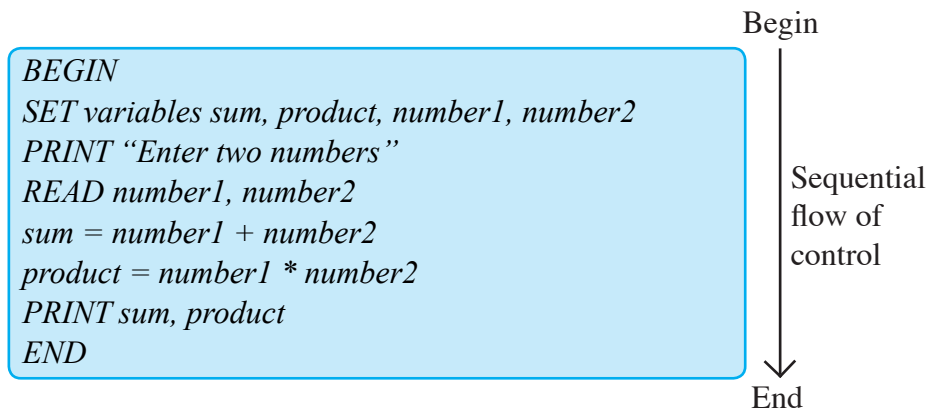 Begin
BEGIN
SET variables sum, product, number1, number2
PRINT “Enter two numbers”
READ number1, number2
sum = number1 + number2
product = number1 * number2
PRINT sum, product
END
Sequential
flow of
control
End